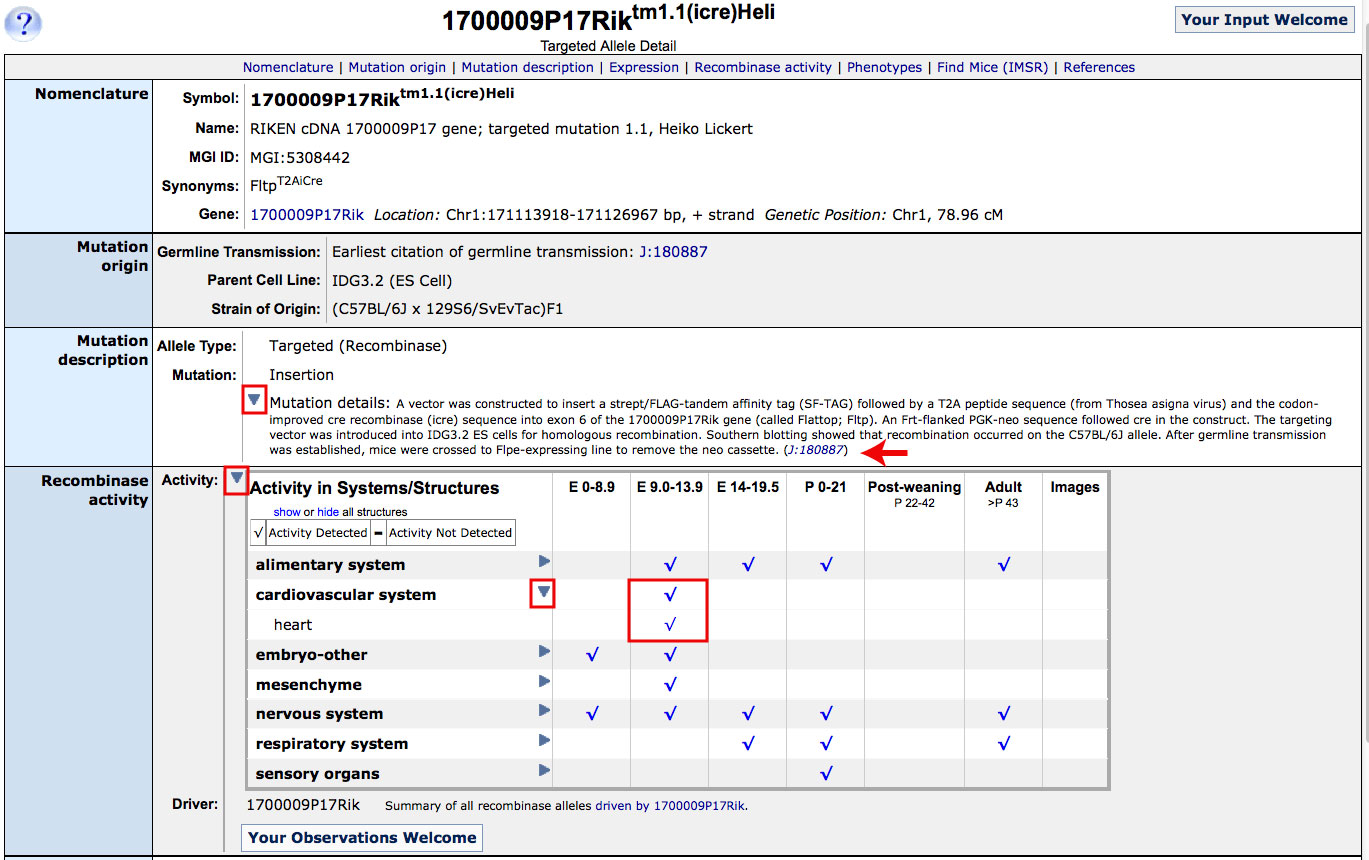 ?
1700009P17Rik^tm1.1(icre)Heli
Your Input Welcome
Targeted Allele Detail
Nomenclature | Mutation origin | Mutation description | Expression | Recombinase activity | Phenotypes | Find Mice (IMSR) | References
Nomenclature
Symbol: 1700009P17Rik^tm1.1(icre)Heli
Name: RIKEN cDNA 1700009P17 gene; targeted mutation 1.1, Heiko Lickert
MGI ID: MGI:5308442
Synonyms: Fltp^T2AiCre
Gene: 1700009P17Rik Location: Chr1:171113918-171126967 bp, + strand Genetic Position: Chr1, 78.96 cM
Mutation
origin
Germline Transmission: Earliest citation of germline transmission: J:180887
Parent Cell Line: IDG3.2 (ES Cell)
Strain of Origin: (C57BL/6J x 129S6/SvEvTac)F1
Mutation
description
Allele Type: Targeted (Recombinase)
Mutation: Insertion
Mutation details: A vector was constructed to insert a strept/FLAG-tandem affinity tag (SF-TAG) followed by a T2A peptide sequence (from Thosea asigna virus) and the codon-
improved cre recombinase (icre) sequence into exon 6 of the 1700009P17Rik gene (called Flattop; Fltp). An Frt-flanked PGK-neo sequence followed cre in the construct. The targeting
vector was introduced into IDG3.2 ES cells for homologous recombination. Southern blotting showed that recombination occurred on the C57BL/6J allele. After germline transmission
was established, mice were crossed to Flpe-expressing line to remove the neo cassette. (J:180887)
Recombinase
activity
Activity: Activity in Systems/Structures E 0-8.9 E 9.0-13.9 E 14-19.5 P 0-21 Post-weaning Adult Images
P 22-42 >P 43
show or hide all structures
√ Activity Detected – Activity Not Detected
alimentary system √ √ √ √
cardiovascular system √
heart √
embryo-other √ √
mesenchyme √
nervous system √ √ √ √ √
respiratory system √ √ √
sensory organs √
Driver: 1700009P17Rik Summary of all recombinase alleles driven by 1700009P17Rik.
Your Observations Welcome